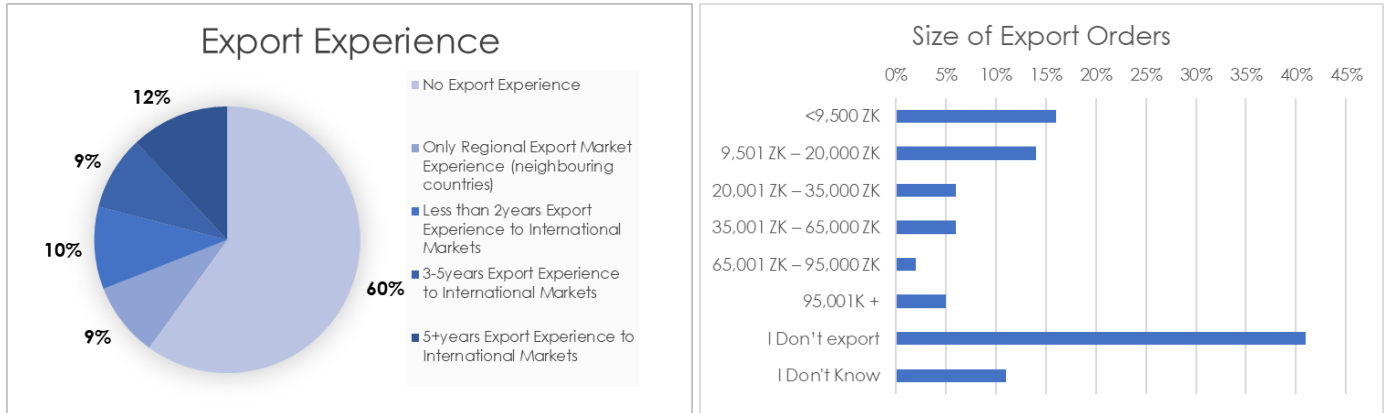 Export Experience
12%
9%
10%
9%
60%
No Export Experience
Only Regional Export Market
Experience (neighbouring
countries)
Less than 2years Export
Experience to International
Markets
3-5years Export Experience
to International Markets
5+years Export Experience to
International Markets
Size of Export Orders
0% 5% 10% 15% 20% 25% 30% 35% 40% 45%
<9,500 ZK
9,501 ZK – 20,000 ZK
20,001 ZK – 35,000 ZK
35,001 ZK – 65,000 ZK
65,001 ZK – 95,000 ZK
95,001K +
I Don’t export
I Don't Know